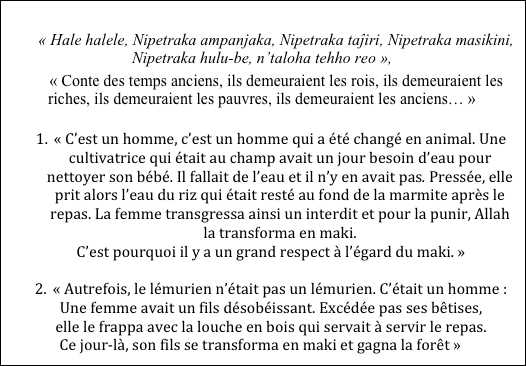 « Hale halele, Nipetraka ampanjaka, Nipetraka tajiri, Nipetraka masikini,
Nipetraka hulu-be, n’taloha tehho reo »,
« Conte des temps anciens, ils demeuraient les rois, ils demeuraient les
riches, ils demeuraient les pauvres, ils demeuraient les anciens… »
1. « C’est un homme, c’est un homme qui a été changé en animal. Une
cultivatrice qui était au champ avait un jour besoin d’eau pour
nettoyer son bébé. Il fallait de l’eau et il n’y en avait pas. Pressée, elle
prit alors l’eau du riz qui était resté au fond de la marmite après le
repas. La femme transgressa ainsi un interdit et pour la punir, Allah
la transforma en maki.
C’est pourquoi il y a un grand respect à l’égard du maki. »
2. « Autrefois, le lémurien n’était pas un lémurien. C’était un homme :
Une femme avait un fils désobéissant. Excédée pas ses bêtises,
elle le frappa avec la louche en bois qui servait à servir le repas.
Ce jour-là, son fils se transforma en maki et gagna la forêt »